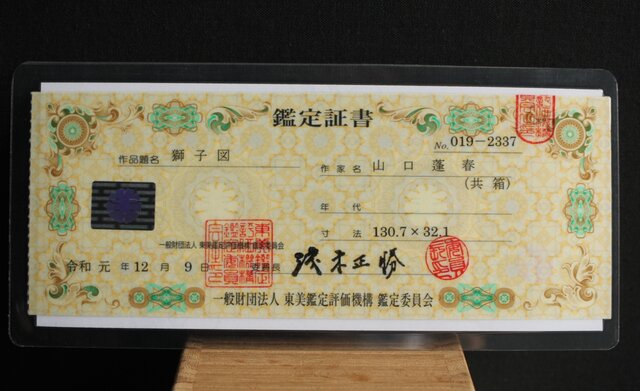 鑑定証書
No. 019-2337
作品題名 獅子図
作家名 山口蓬春
(共箱)
年代
寸法 130.7×32.1
一般財団法人 東美鑑定評価機構 鑑定委員会
令和 元 年 12 月 9 日 委員長
一般財団法人 東美鑑定評価機構 鑑定委員会